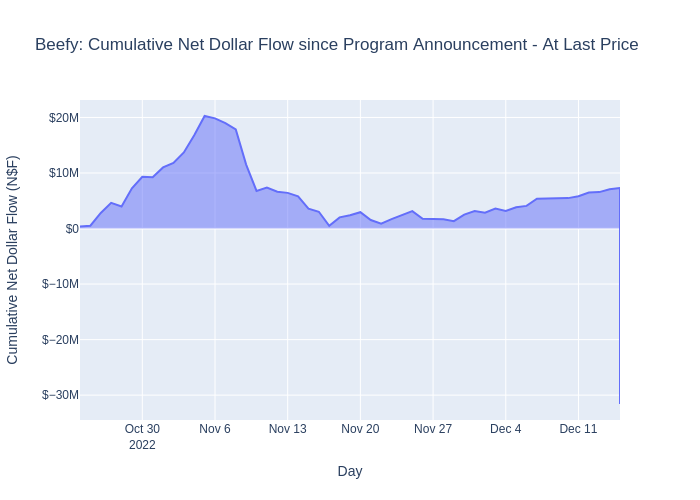 Beefy: Cumulative Net Dollar Flow since Program Announcement - At Last Price
Cumulative Net Dollar Flow (N$F)
$20M
$10M
$0
$−10M
$−20M
$−30M
Oct 30
2022
Nov 6
Nov 13
Nov 20
Nov 27
Dec 4
Dec 11
Day